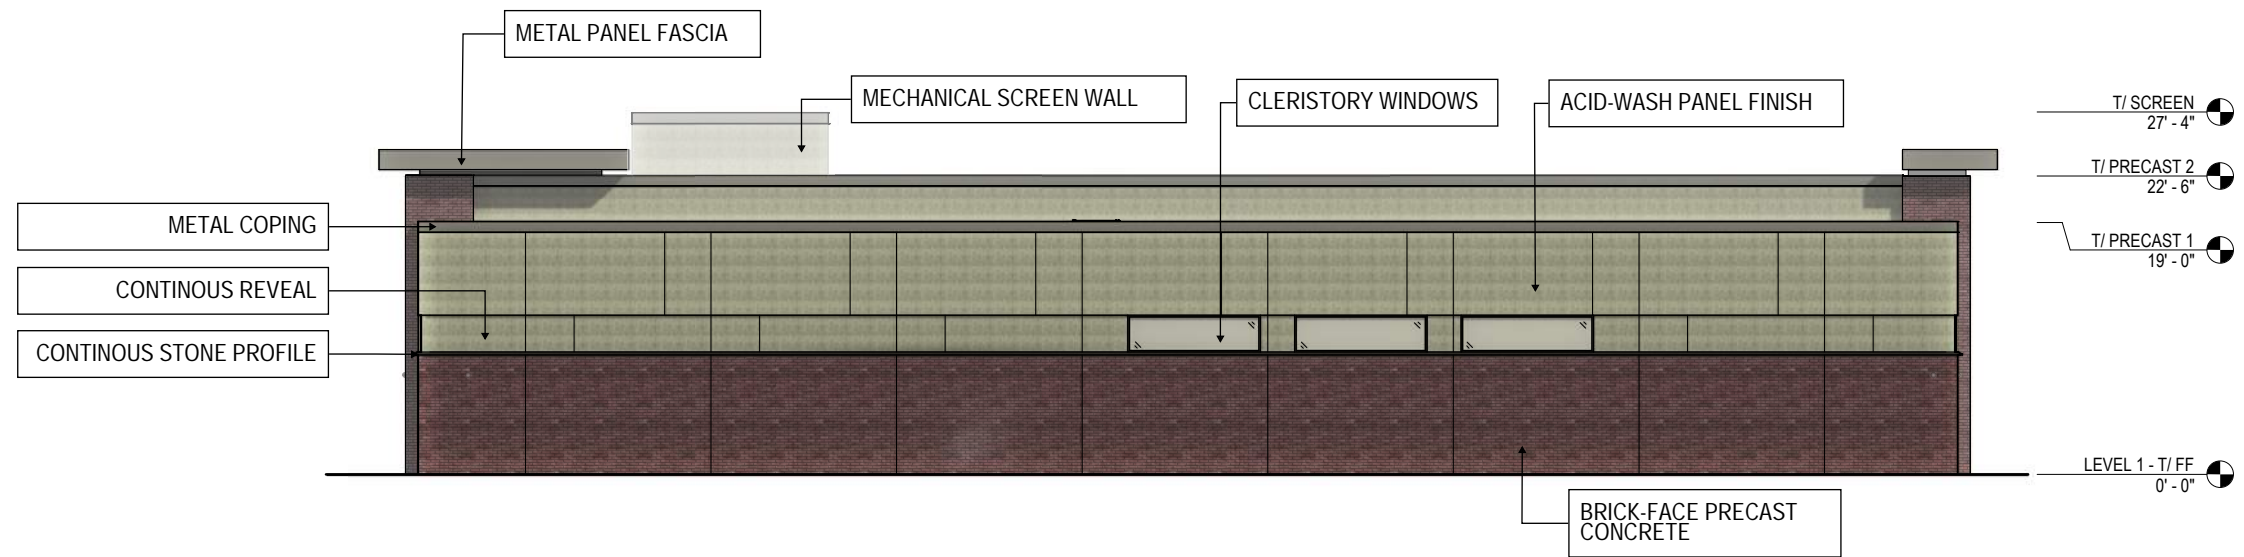 METAL PANEL FASCIA
MECHANICAL SCREEN WALL
CLERISTORY WINDOWS
ACID-WASH PANEL FINISH
T/ SCREEN
27' - 4"
T/ PRECAST 2
22' - 6"
METAL COPING
T/ PRECAST 1
19' - 0"
CONTINOUS REVEAL
CONTINOUS STONE PROFILE
LEVEL 1 - T/ FF
0' - 0"
BRICK-FACE PRECAST
CONCRETE